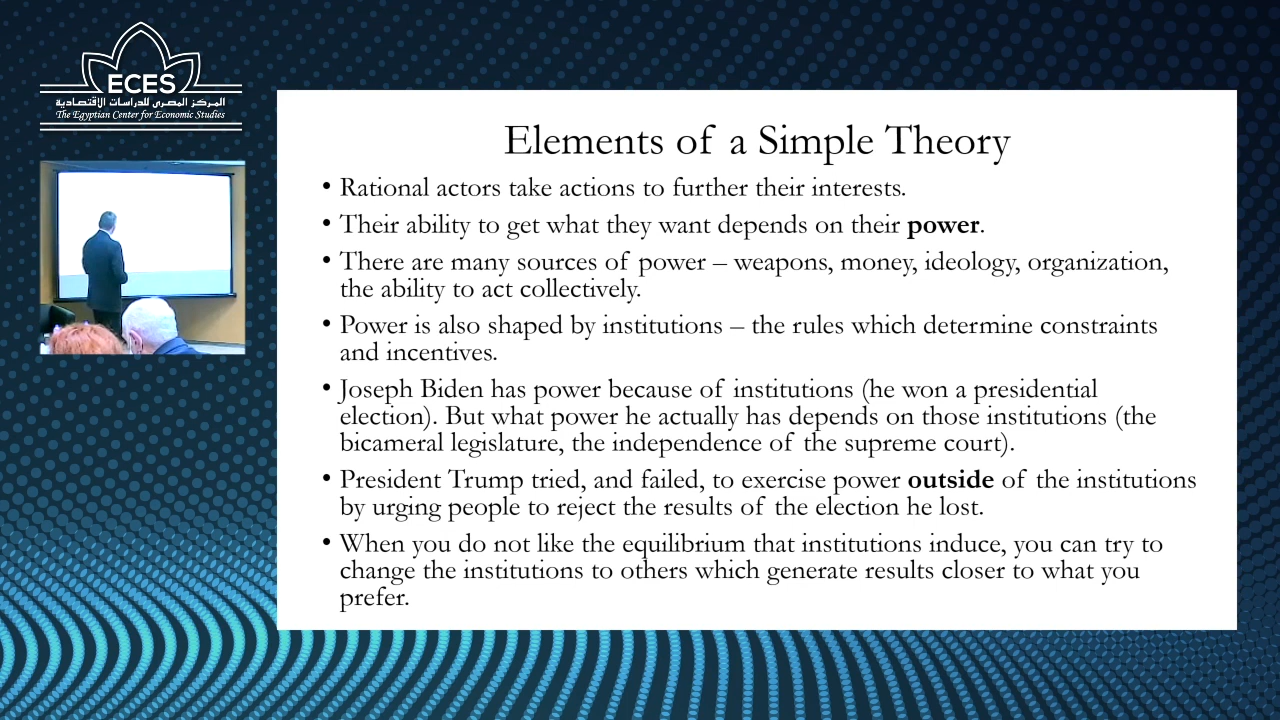 ECES
المركز المصرى للدراسات الاقتصادية
The Egyptian Center for Economic Studies
Elements of a Simple Theory
• Rational actors take actions to further their interests.
• Their ability to get what they want depends on their power.
• There are many sources of power – weapons, money, ideology, organization,
the ability to act collectively.
• Power is also shaped by institutions – the rules which determine constraints
and incentives.
• Joseph Biden has power because of institutions (he won a presidential
election). But what power he actually has depends on those institutions (the
bicameral legislature, the independence of the supreme court).
• President Trump tried, and failed, to exercise power outside of the institutions
by urging people to reject the results of the election he lost.
• When you do not like the equilibrium that institutions induce, you can try to
change the institutions to others which generate results closer to what you
prefer.